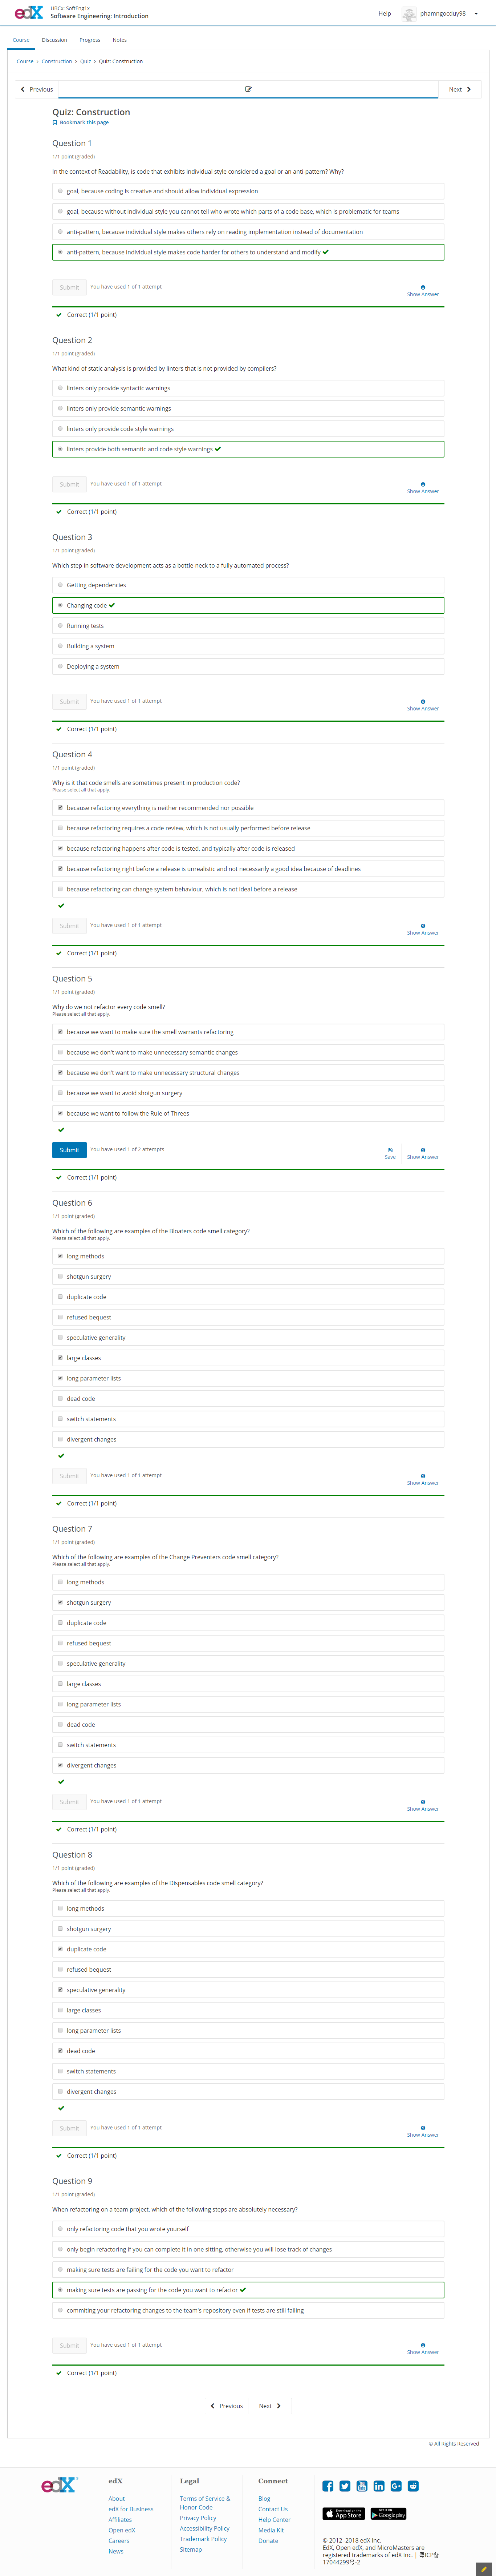 edX
UBCx: SoftEng1x
Software Engineering: Introduction
Help
phamngocduy98
Course
Discussion
Progress
Notes
Course > Construction > Quiz > Quiz: Construction
Previous
Next
Quiz: Construction
Bookmark this page
Question 1
1/1 point (graded)
In the context of Readability, is code that exhibits individual style considered a goal or an anti-pattern? Why?
goal, because coding is creative and should allow individual expression
goal, because without individual style you cannot tell who wrote which parts of a code base, which is problematic for teams
anti-pattern, because individual style makes others rely on reading implementation instead of documentation
anti-pattern, because individual style makes code harder for others to understand and modify
Submit
You have used 1 of 1 attempt
Show Answer
Correct (1/1 point)
Question 2
1/1 point (graded)
What kind of static analysis is provided by linters that is not provided by compilers?
linters only provide syntactic warnings
linters only provide semantic warnings
linters only provide code style warnings
linters provide both semantic and code style warnings
Submit
You have used 1 of 1 attempt
Show Answer
Correct (1/1 point)
Question 3
1/1 point (graded)
Which step in software development acts as a bottle-neck to a fully automated process?
Getting dependencies
Changing code
Running tests
Building a system
Deploying a system
Submit
You have used 1 of 1 attempt
Show Answer
Correct (1/1 point)
Question 4
1/1 point (graded)
Why is it that code smells are sometimes present in production code?
Please select all that apply.
because refactoring everything is neither recommended nor possible
because refactoring requires a code review, which is not usually performed before release
because refactoring happens after code is tested, and typically after code is released
because refactoring right before a release is unrealistic and not necessarily a good idea because of deadlines
because refactoring can change system behaviour, which is not ideal before a release
Submit
You have used 1 of 1 attempt
Show Answer
Correct (1/1 point)
Question 5
1/1 point (graded)
Why do we not refactor every code smell?
Please select all that apply.
because we want to make sure the smell warrants refactoring
because we don't want to make unnecessary semantic changes
because we don't want to make unnecessary structural changes
because we want to avoid shotgun surgery
because we want to follow the Rule of Threes
Submit
You have used 1 of 2 attempts
Save
Show Answer
Correct (1/1 point)
Question 6
1/1 point (graded)
Which of the following are examples of the Bloaters code smell category?
Please select all that apply.
long methods
shotgun surgery
duplicate code
refused bequest
speculative generality
large classes
long parameter lists
dead code
switch statements
divergent changes
Submit
You have used 1 of 1 attempt
Show Answer
Correct (1/1 point)
Question 7
1/1 point (graded)
Which of the following are examples of the Change Preventers code smell category?
Please select all that apply.
long methods
shotgun surgery
duplicate code
refused bequest
speculative generality
large classes
long parameter lists
dead code
switch statements
divergent changes
Submit
You have used 1 of 1 attempt
Show Answer
Correct (1/1 point)
Question 8
1/1 point (graded)
Which of the following are examples of the Dispensables code smell category?
Please select all that apply.
long methods
shotgun surgery
duplicate code
refused bequest
speculative generality
large classes
long parameter lists
dead code
switch statements
divergent changes
Submit
You have used 1 of 1 attempt
Show Answer
Correct (1/1 point)
Question 9
1/1 point (graded)
When refactoring on a team project, which of the following steps are absolutely necessary?
only refactoring code that you wrote yourself
only begin refactoring if you can complete it in one sitting, otherwise you will lose track of changes
making sure tests are failing for the code you want to refactor
making sure tests are passing for the code you want to refactor
commiting your refactoring changes to the team's repository even if tests are still failing
Submit
You have used 1 of 1 attempt
Show Answer
Correct (1/1 point)
Previous
Next
© All Rights Reserved
edX
edX
About
edX for Business
Affiliates
Open edX
Careers
News
Legal
Terms of Service &
Honor Code
Privacy Policy
Accessibility Policy
Trademark Policy
Sitemap
Connect
Blog
Contact Us
Help Center
Media Kit
Donate
App Store
Google play
© 2012–2018 edX Inc.
EdX, Open edX, and MicroMasters are
registered trademarks of edX Inc. | 粤ICP备
17044299号-2